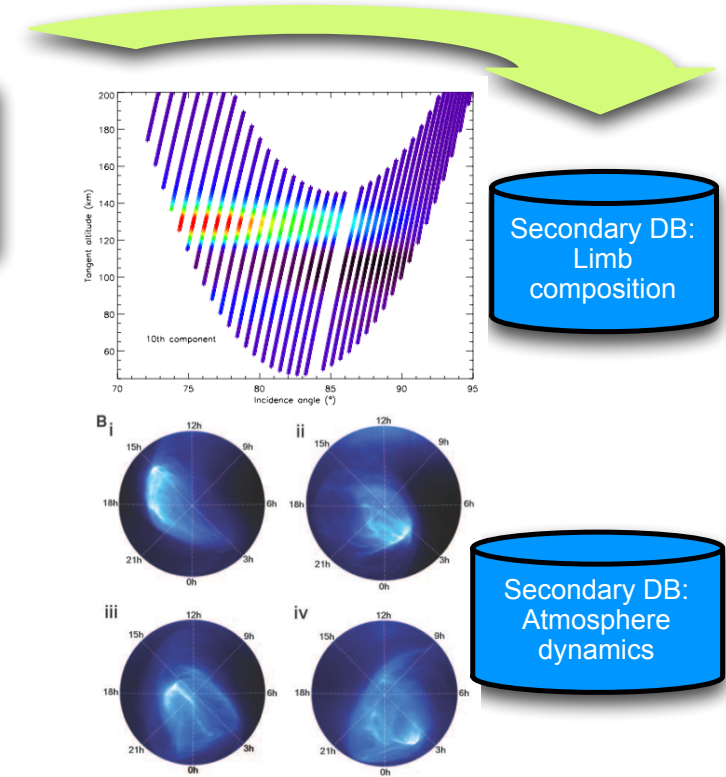 200
180
160
140
120
100
80
60
Tangent altitude (km)
10th component
70 75 80 85 90 95
Incidence angle (°)
Secondary DB:
Limb
composition
B i
12h
15h 9h
18h 6h
21h 3h
0h
ii
12h
15h 9h
18h 6h
21h 3h
0h
iii
12h
15h 9h
18h 6h
21h 3h
0h
iv
12h
15h 9h
18h 6h
21h 3h
0h
Secondary DB:
Atmosphere
dynamics